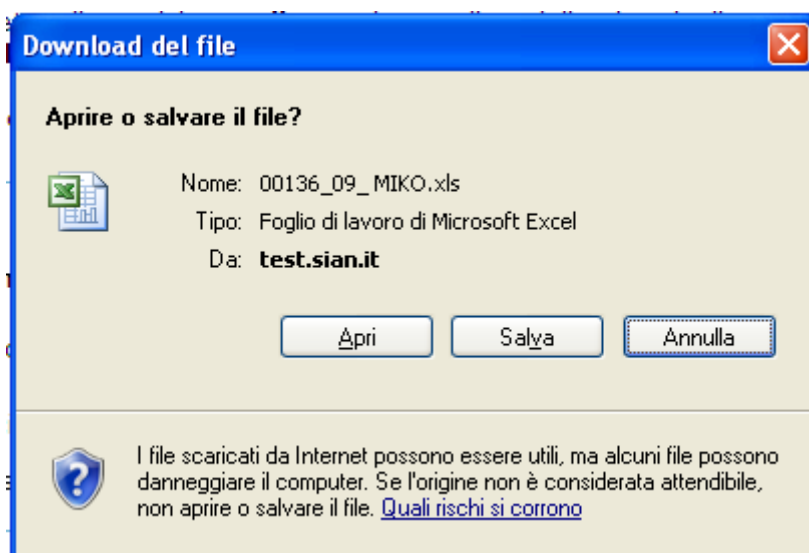 Download del file
Aprire o salvare il file?
Nome: 00136_09_ MIKO.xls
Tipo: Foglio di lavoro di Microsoft Excel
Da: test.sian.it
Apri Salva Annulla
I file scaricati da Internet possono essere utili, ma alcuni file possono
danneggiare il computer. Se l'origine non è considerata attendibile,
non aprire o salvare il file. Quali rischi si corrono